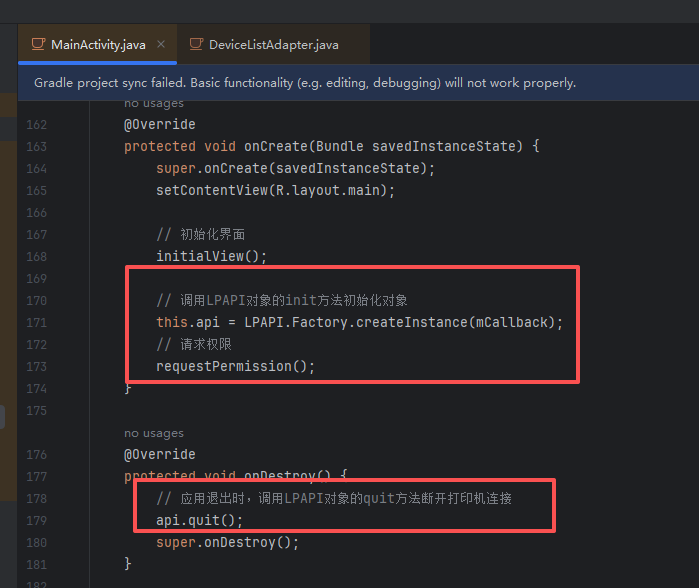 MainActivity.java
DeviceListAdapter.java
Gradle project sync failed. Basic functionality (e.g. editing, debugging) will not work properly.
no usages
162 @Override
163 protected void onCreate(Bundle savedInstanceState) {
164 super.onCreate(savedInstanceState);
165 setContentView(R.layout.main);
166
167 // 初始化界面
168 initialView();
169
170 // 调用LPAPI对象的init方法初始化对象
171 this.api = LPAPI.Factory.createInstance(mCallback);
172 // 请求权限
173 requestPermission();
174 }
175
no usages
176 @Override
177 protected void onDestroy() {
178 // 应用退出时，调用LPAPI对象的quit方法断开打印机连接
179 api.quit();
180 super.onDestroy();
181 }
182